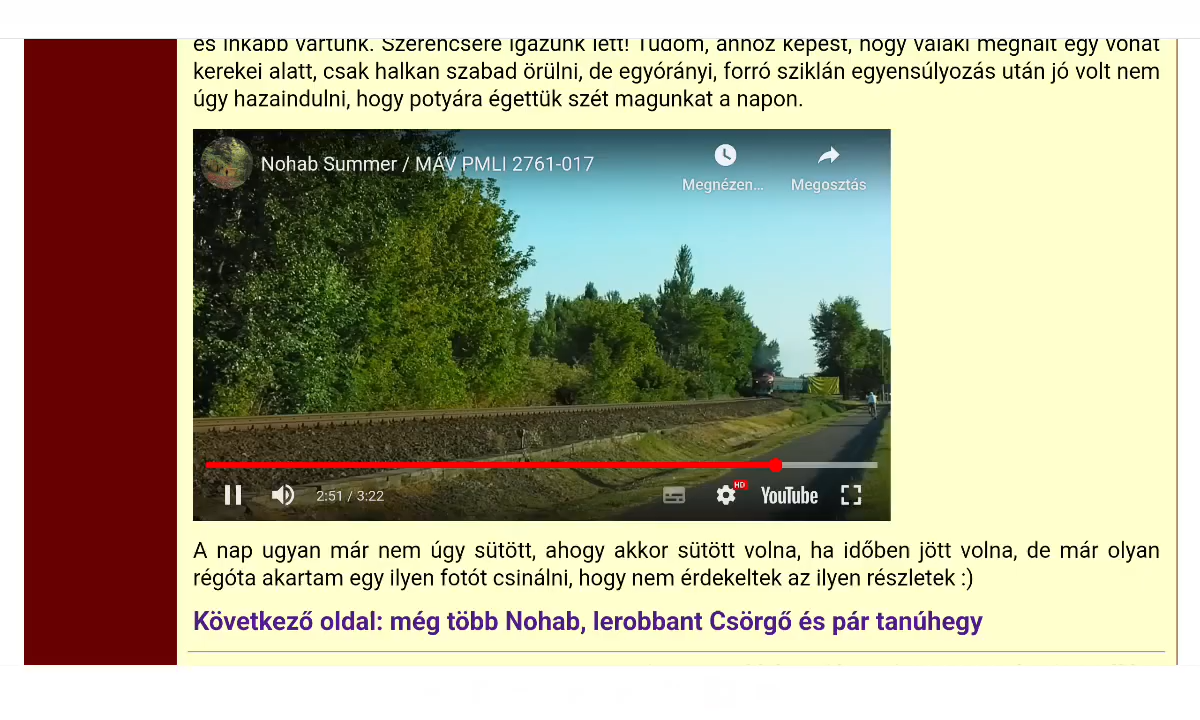 és inkább vártunk. Szerencsére igazunk lett! Tudom, ahhoz képest, hogy valaki meghalt egy vonat
kerekei alatt, csak halkan szabad örülni, de egyórányi, forró sziklán egyensúlyozás után jó volt nem
úgy hazaindulni, hogy potyára égettük szét magunkat a napon.
Nohab Summer / MÁV PMLI 2761-017
Megnézen...
Megosztás
2:51 / 3:22
HD
YouTube
A nap ugyan már nem úgy sütött, ahogy akkor sütött volna, ha időben jött volna, de már olyan
régóta akartam egy ilyen fotót csinálni, hogy nem érdekeltek az ilyen részletek :)
Következő oldal: még több Nohab, lerobbant Csörgő és pár tanúhegy